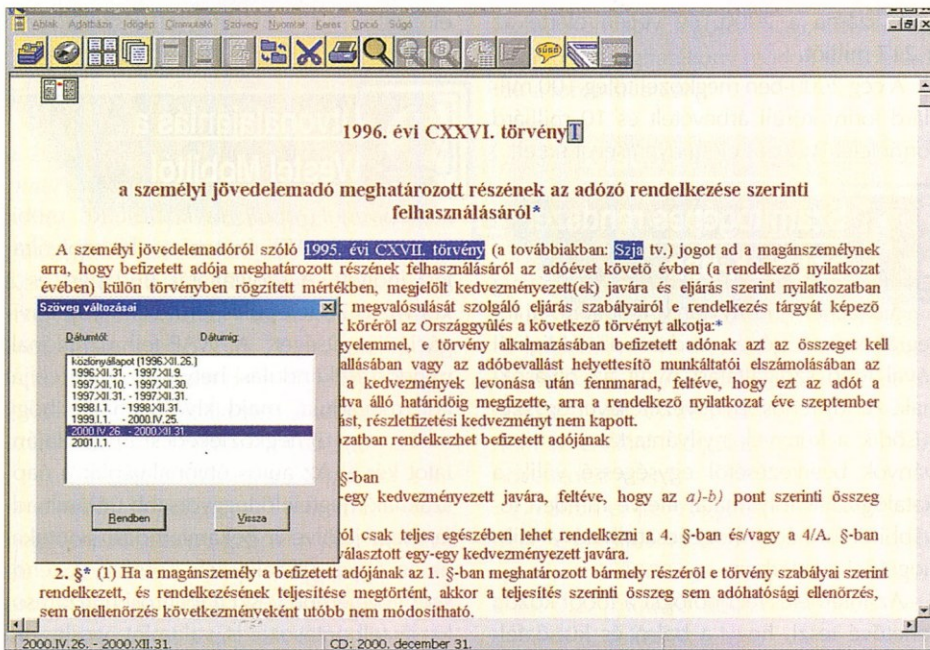 Ablak Adatbázis Időgép Címmutató Szöveg Nyomtat Keres Opció Súgó
SÚGÓ
1996. évi CXXVI. törvény T
a személyi jövedelemadó meghatározott részének az adózó rendelkezése szerinti
felhasználásáról*
A személyi jövedelemadóról szóló 1995. évi CXVII. törvény (a továbbiakban: Szja tv.) jogot ad a magánszemélynek
arra, hogy befizetett adója meghatározott részének felhasználásáról az adóévet követő évben (a rendelkező nyilatkozat
évében) külön törvényben rögzített mértékben, megjelölt kedvezményezett(ek) javára és eljárás szerint nyilatkozatban
megvalósulását szolgáló eljárás szabályairól és a rendelkezés tárgyát képező
köréről az Országgyűlés a következő törvényt alkotja:*
gyelemmel, e törvény alkalmazásában befizetett adónak azt az összeget kell
allásában vagy az adóbevallást helyettesítő munkáltatói elszámolásában az
a kedvezmények levonása után fennmarad, feltéve, hogy ezt az adót a
tva álló határidőig megfizette, arra a rendelkező nyilatkozat éve szeptember
ást, részletfizetési kedvezményt nem kapott.
ozatban rendelkezhet befizetett adójának
§-ban
-egy kedvezményezett javára, feltéve, hogy az a)-b) pont szerinti összeg
ról csak teljes egészében lehet rendelkezni a 4. §-ban és/vagy a 4/A. §-ban
választott egy-egy kedvezményezett javára.
2. §* (1) Ha a magánszemély a befizetett adójának az 1. §-ban meghatározott bármely részéről e törvény szabályai szerint
rendelkezett, és rendelkezésének teljesítése megtörtént, akkor a teljesítés szerinti összeg sem adóhatósági ellenőrzés,
sem önellenőrzés következményeként utóbb nem módosítható.
Szöveg változásai
Dátumtól: Dátumig:
közlönyállapot (1996.XII.26.)
1996.XII.31. - 1997.XII.9.
1997.XII.10. - 1997.XII.30.
1997.XII.31. - 1997.XII.31.
1998.I.1. - 1998.XII.31.
1999.I.1. - 2000.IV.25.
2000.IV.26. - 2000.XII.31.
2001.I.1. -
Rendben Vissza
2000.IV.26. - 2000.XII.31. CD: 2000. december 31.